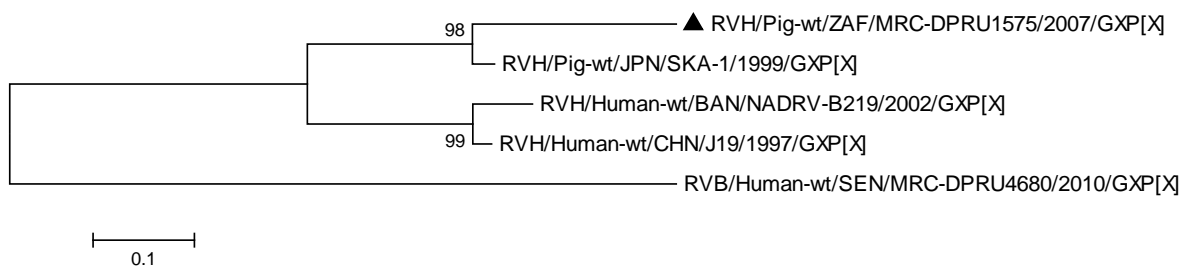 98
▲ RVH/Pig-wt/ZAF/MRC-DPRU1575/2007/GXP[X]
RVH/Pig-wt/JPN/SKA-1/1999/GXP[X]
RVH/Human-wt/BAN/NADRV-B219/2002/GXP[X]
99
RVH/Human-wt/CHN/J19/1997/GXP[X]
RVB/Human-wt/SEN/MRC-DPRU4680/2010/GXP[X]
0.1